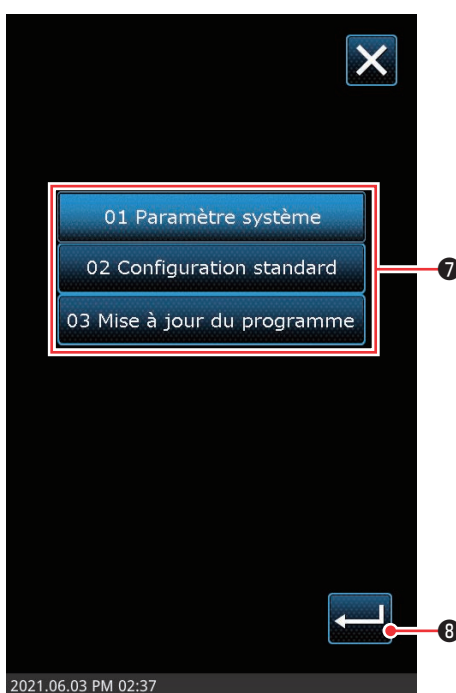 01 Paramètre système
02 Configuration standard
7
03 Mise à jour du programme
8
2021.06.03 PM 02:37